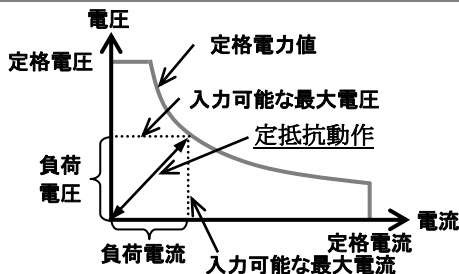 電圧
定格電力値
定格電圧
入力可能な最大電圧
定抵抗動作
負荷
電圧
電流
定格電流
負荷電流
入力可能な最大電流